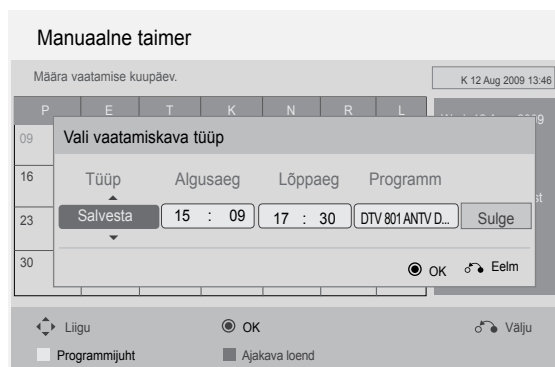 Manuaalne taimer
Määra vaatamise kuupäev.
K 12 Aug 2009 13:46
P E T K N R L
09
Vali vaatamiskava tüüp
16
Tüüp Algusaeg Lõppaeg Programm
23
Salvesta 15 : 09 17 : 30 DTV 801 ANTV D... Sulge
30
OK Eelm
Liigu OK Välju
Programmijuht Ajakava loend